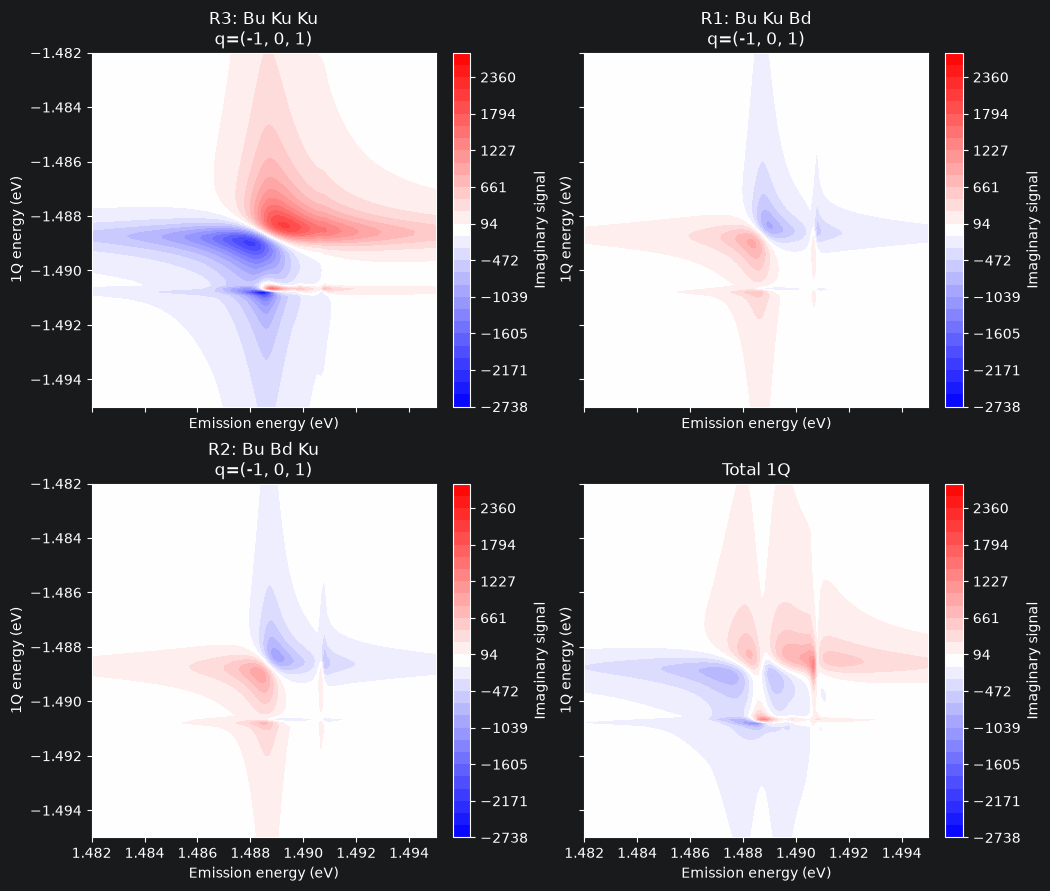 R3: Bu Ku Ku
q=(-1, 0, 1)
−1.482
−1.484
−1.486
−1.488
−1.490
−1.492
−1.494
1Q energy (eV)
Emission energy (eV)
2360
1794
1227
661
94
−472
−1039
−1605
−2171
−2738
Imaginary signal
R1: Bu Ku Bd
q=(-1, 0, 1)
1Q energy (eV)
Emission energy (eV)
2360
1794
1227
661
94
−472
−1039
−1605
−2171
−2738
Imaginary signal
R2: Bu Bd Ku
q=(-1, 0, 1)
−1.482
−1.484
−1.486
−1.488
−1.490
−1.492
−1.494
1Q energy (eV)
1.482 1.484 1.486 1.488 1.490 1.492 1.494
Emission energy (eV)
2360
1794
1227
661
94
−472
−1039
−1605
−2171
−2738
Imaginary signal
Total 1Q
1Q energy (eV)
1.482 1.484 1.486 1.488 1.490 1.492 1.494
Emission energy (eV)
2360
1794
1227
661
94
−472
−1039
−1605
−2171
−2738
Imaginary signal